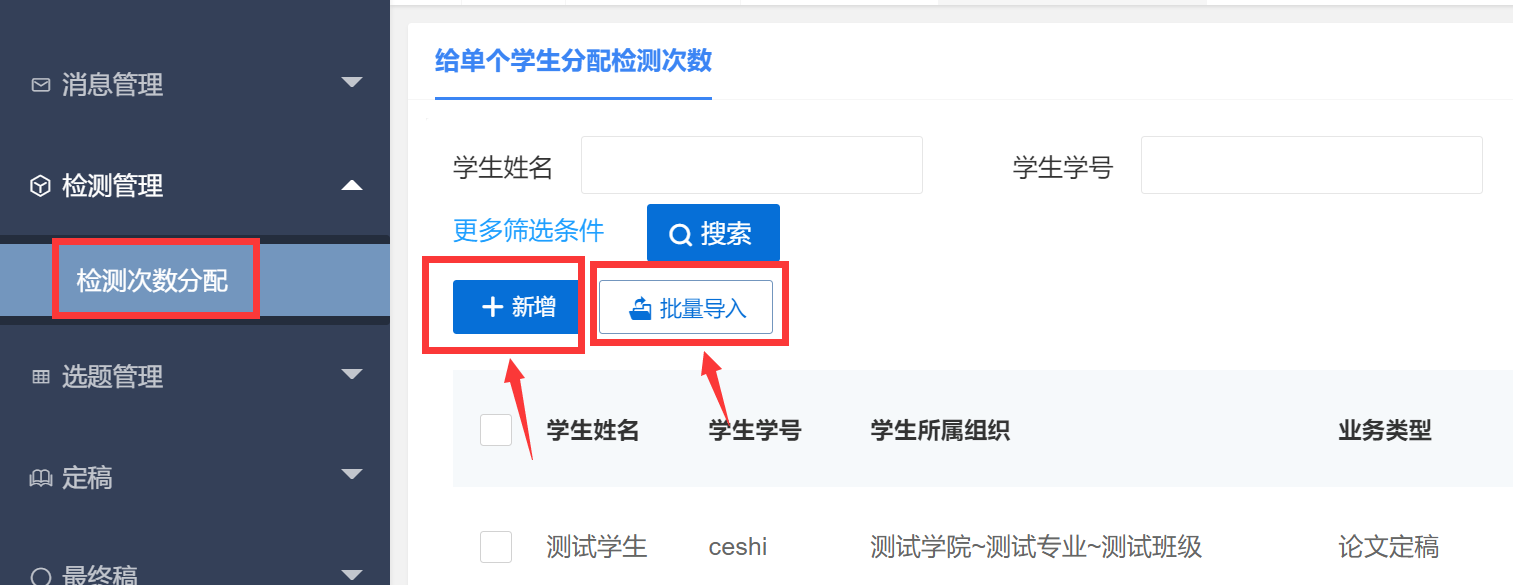 消息管理
检测管理
检测次数分配
选题管理
定稿
最终稿
给单个学生分配检测次数
学生姓名
学生学号
更多筛选条件
搜索
新增
批量导入
学生姓名 学生学号 学生所属组织 业务类型
测试学生 ceshi 测试学院~测试专业~测试班级 论文定稿